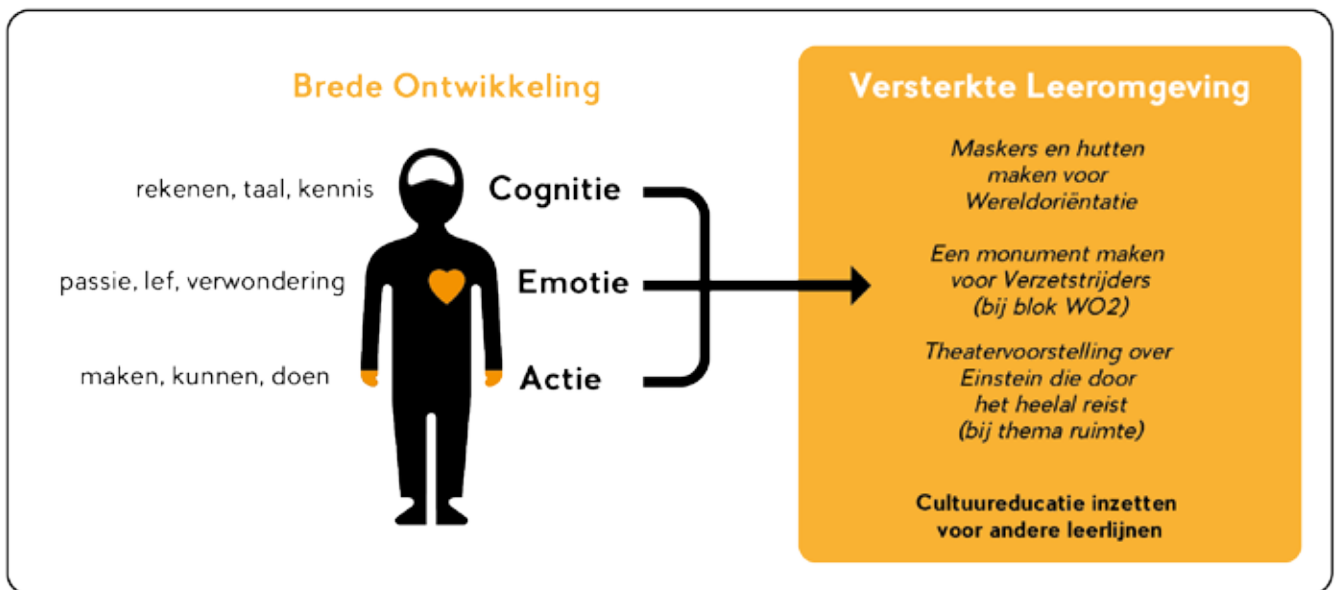 Brede Ontwikkeling
rekenen, taal, kennis
Cognitie
passie, lef, verwondering
Emotie
maken, kunnen, doen
Actie
Versterkte Leeromgeving
Maskers en hutten
maken voor
Wereldoriëntatie
Een monument maken
voor Verzetstrijders
(bij blok WO2)
Theatervoorstelling over
Einstein die door
het heelal reist
(bij thema ruimte)
Cultuureducatie inzetten
voor andere leerlijnen